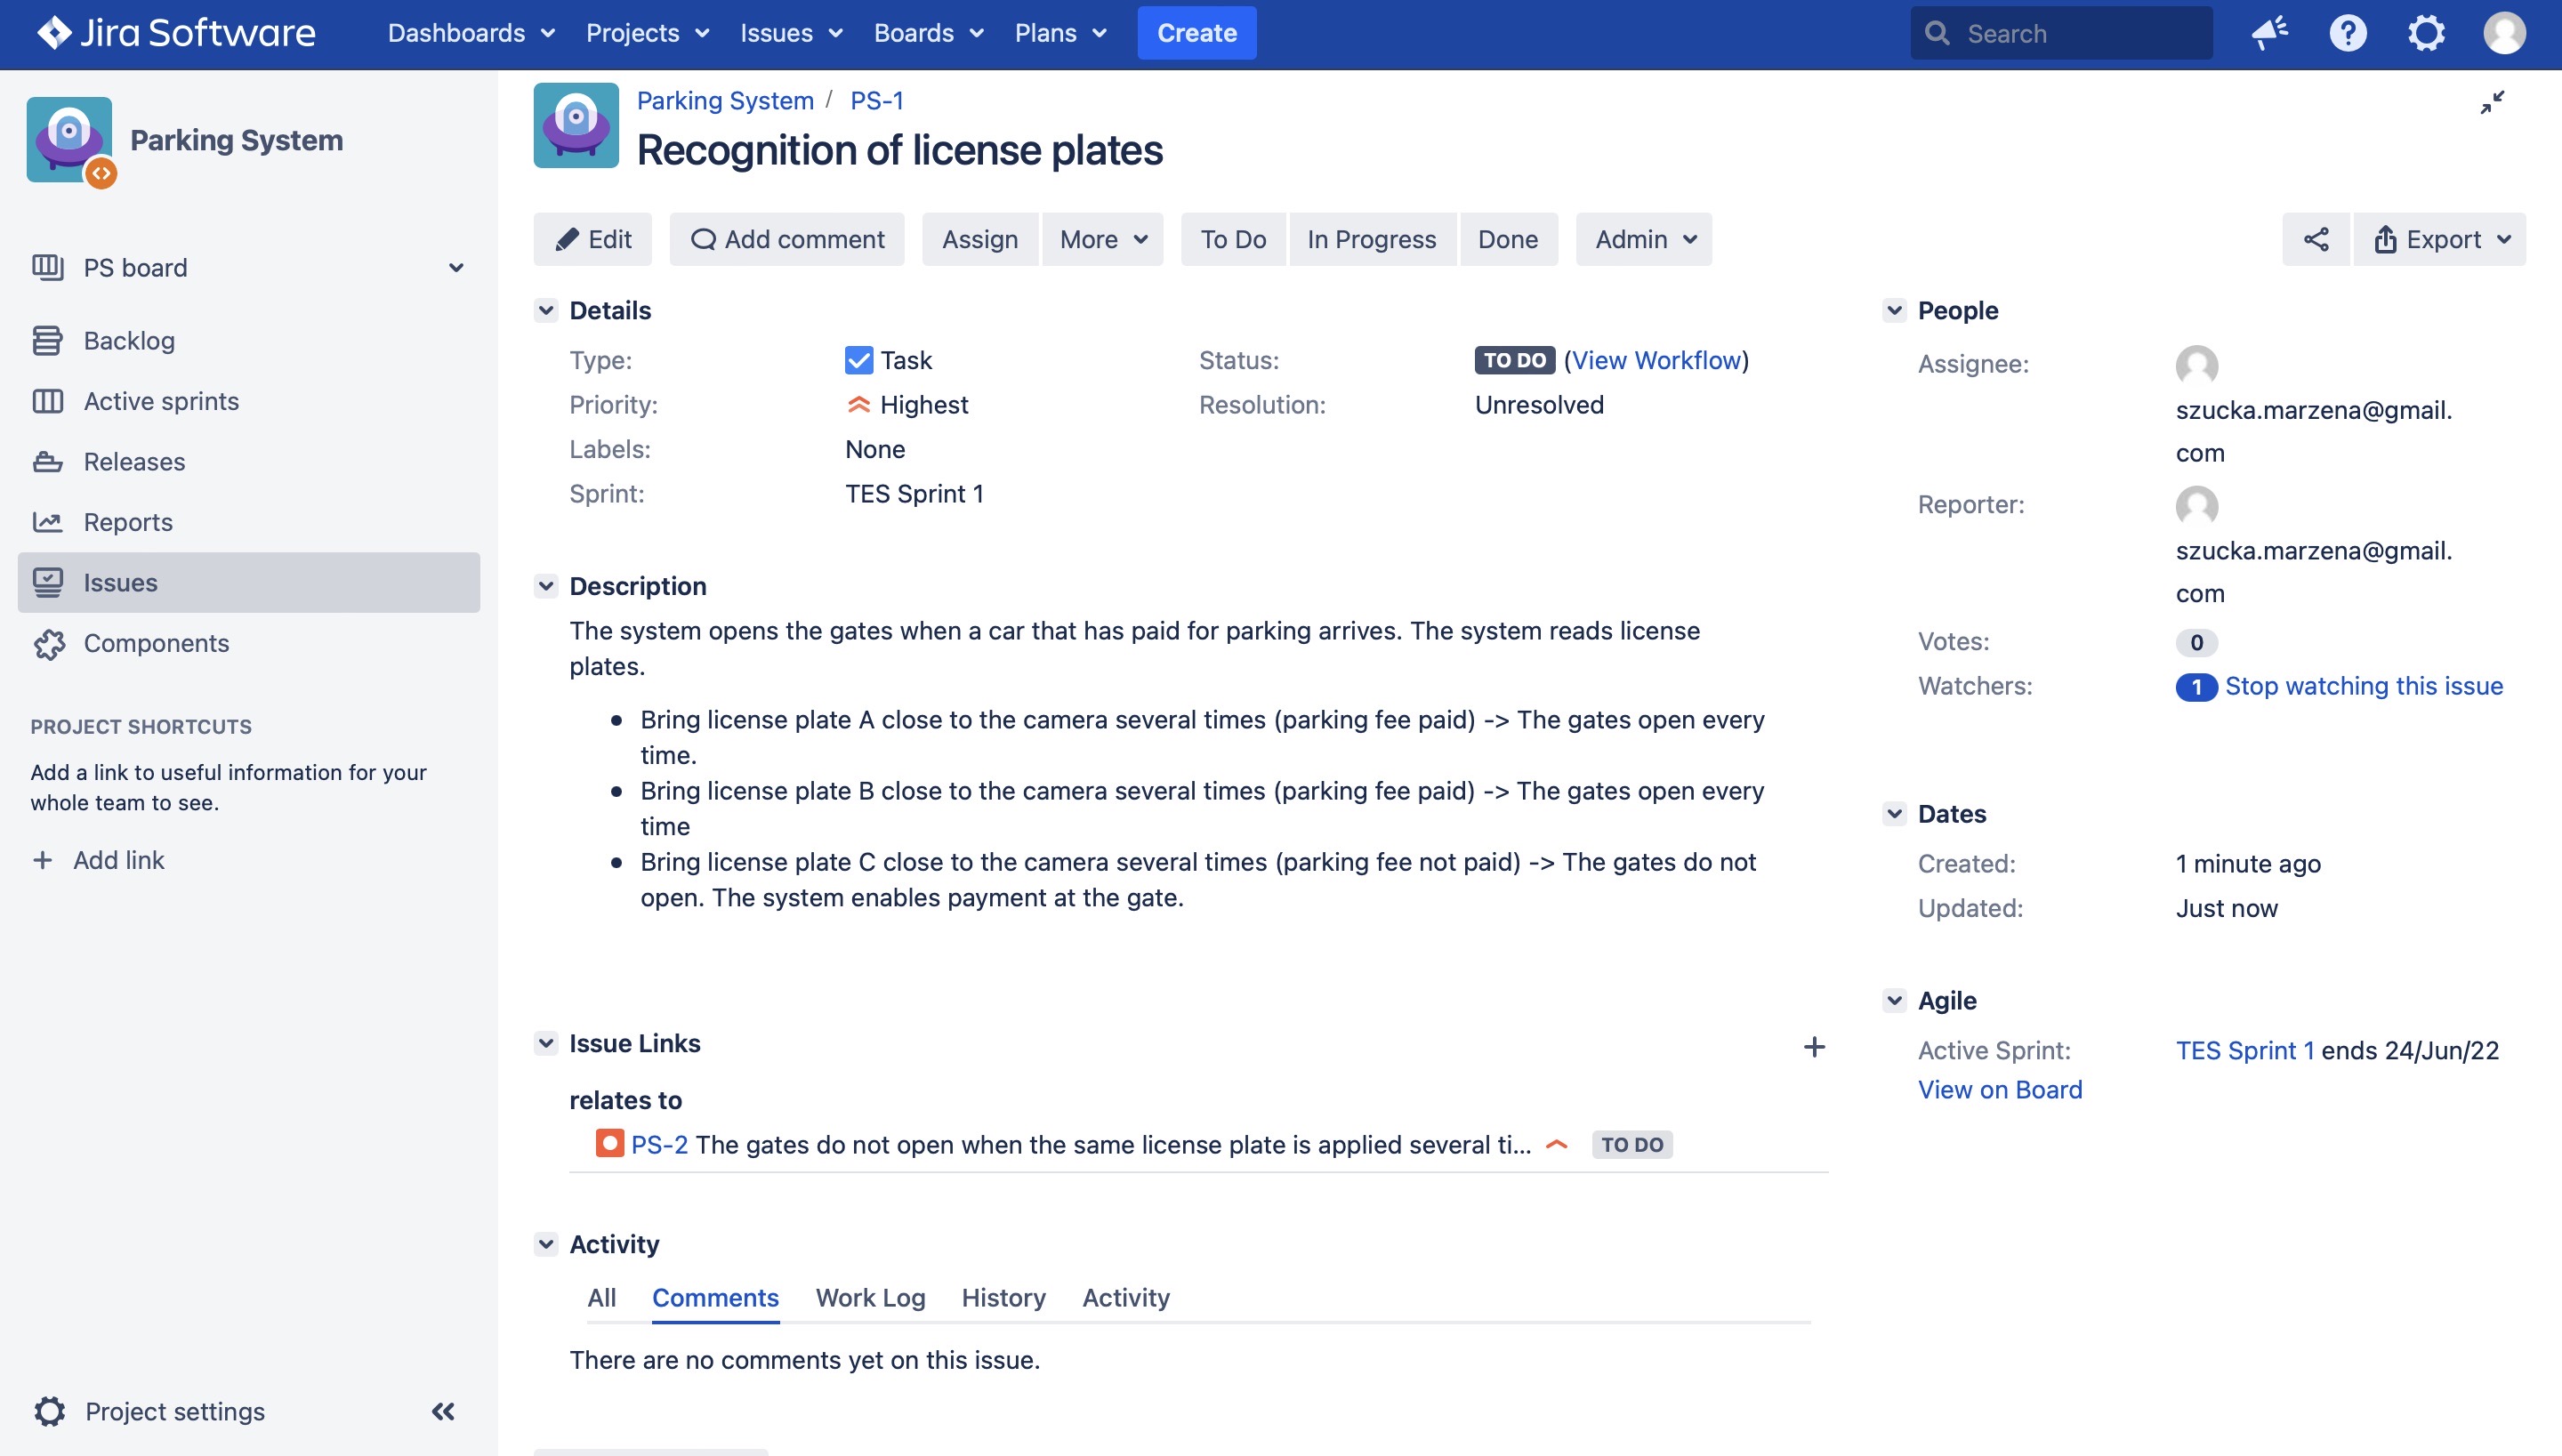 Jira Software
Dashboards
Projects
Issues
Boards
Plans
Create
Search
Parking System
PS board
Backlog
Active sprints
Releases
Reports
Issues
Components
PROJECT SHORTCUTS
Add a link to useful information for your
whole team to see.
+ Add link
Project settings
Parking System / PS-1
Recognition of license plates
Edit
Add comment
Assign
More
To Do
In Progress
Done
Admin
Export
Details
Type: Task
Priority: Highest
Labels: None
Sprint: TES Sprint 1
Status: TO DO (View Workflow)
Resolution: Unresolved
Description
The system opens the gates when a car that has paid for parking arrives. The system reads license
plates.
• Bring license plate A close to the camera several times (parking fee paid) -> The gates open every
time.
• Bring license plate B close to the camera several times (parking fee paid) -> The gates open every
time
• Bring license plate C close to the camera several times (parking fee not paid) -> The gates do not
open. The system enables payment at the gate.
Issue Links
relates to
PS-2 The gates do not open when the same license plate is applied several ti... TO DO
Activity
All Comments Work Log History Activity
There are no comments yet on this issue.
People
Assignee:
szucka.marzena@gmail.
com
Reporter:
szucka.marzena@gmail.
com
Votes: 0
Watchers: 1 Stop watching this issue
Dates
Created: 1 minute ago
Updated: Just now
Agile
Active Sprint: TES Sprint 1 ends 24/Jun/22
View on Board